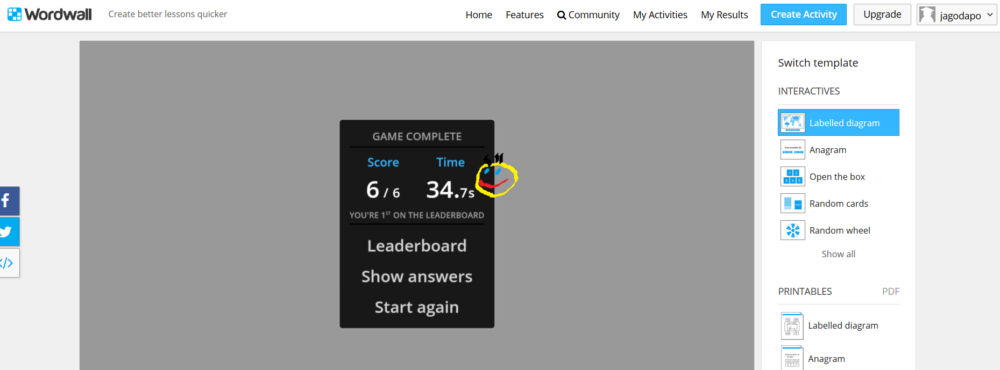 Wordwall
Create better lessons quicker
Home Features Community My Activities My Results Create Activity Upgrade jagodapo
GAME COMPLETE
Score Time
6 / 6 34.7s
YOU'RE 1ST ON THE LEADERBOARD
Leaderboard
Show answers
Start again
Switch template
INTERACTIVES
Labelled diagram
Anagram
Open the box
Random cards
Random wheel
Show all
PRINTABLES PDF
Labelled diagram
Anagram